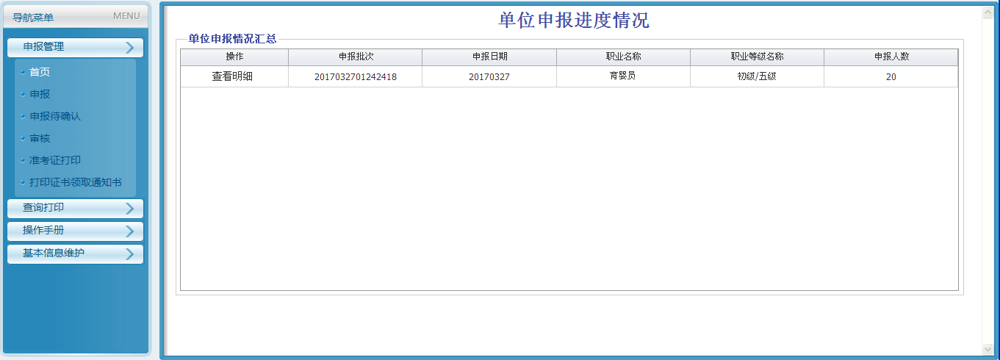 导航菜单 MENU
申报管理
首页
申报
申报待确认
审核
准考证打印
打印证书领取通知书
查询打印
操作手册
基本信息维护
单位申报进度情况
单位申报情况汇总
操作 申报批次 申报日期 职业名称 职业等级名称 申报人数
查看明细 2017032701242418 20170327 育婴员 初级/五级 20